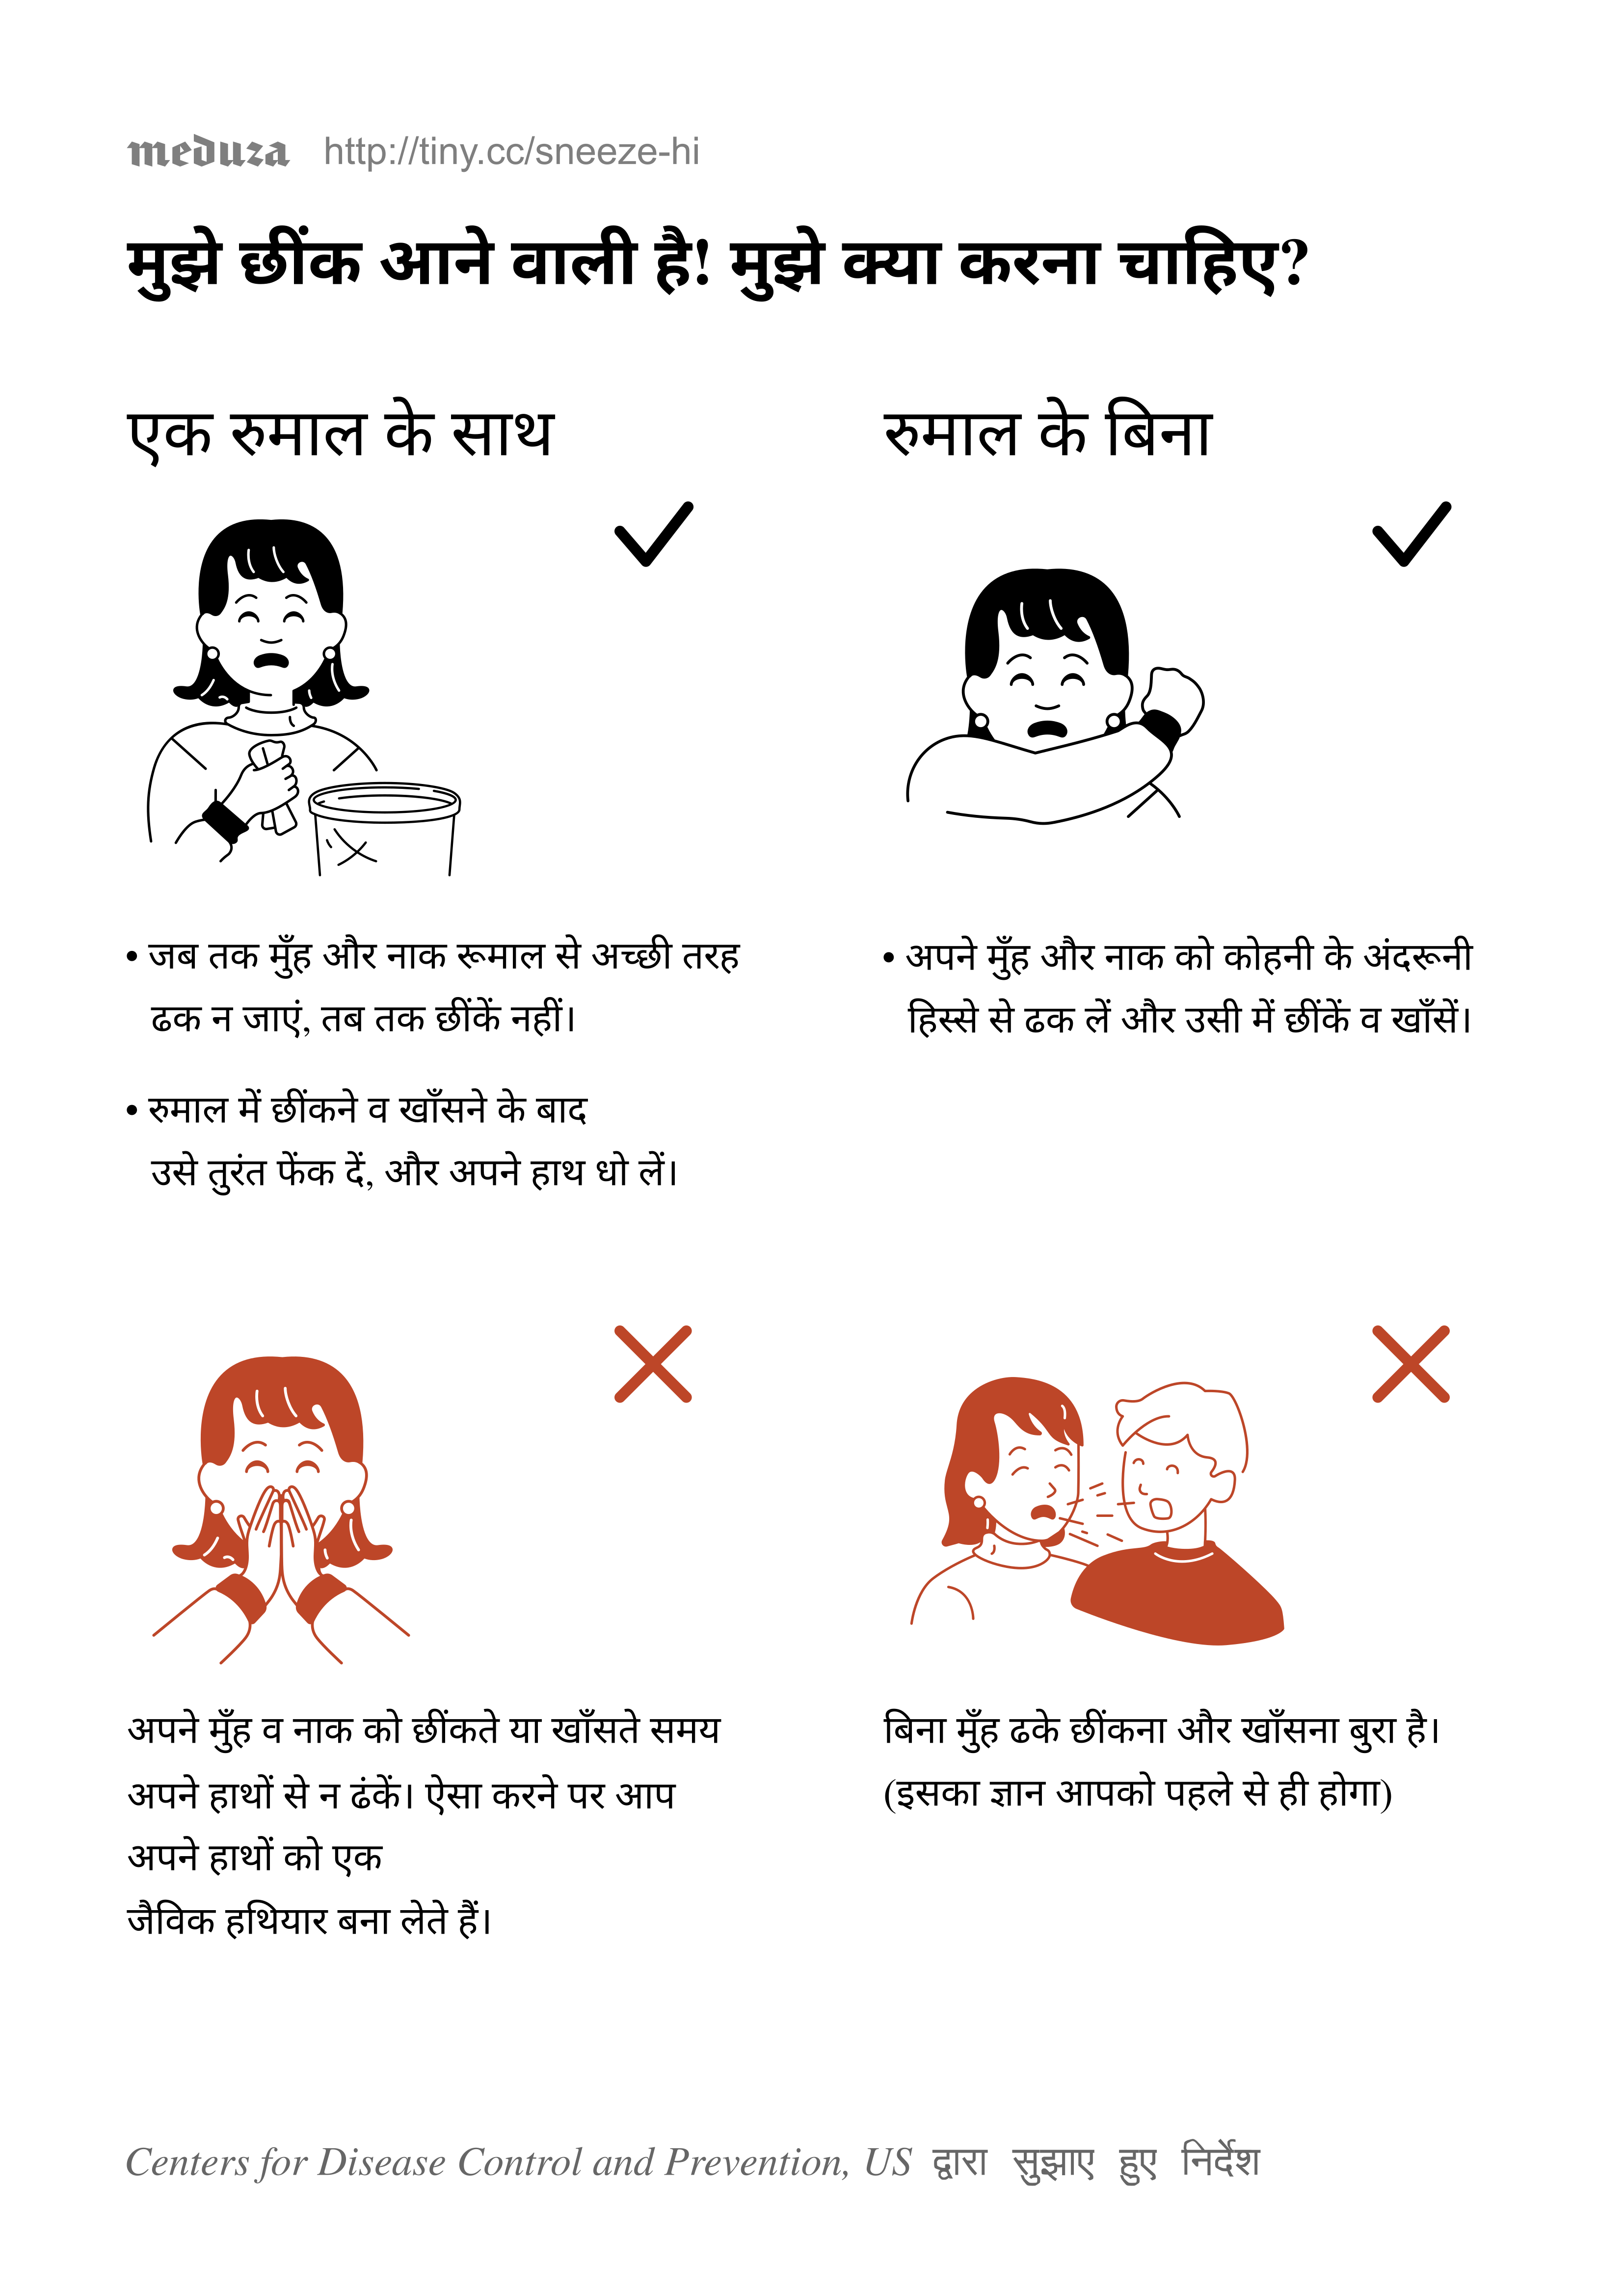 meduza http://tiny.cc/sneeze-hi
मुझे छींक आने वाली है! मुझे क्या करना चाहिए?
एक रुमाल के साथ
• जब तक मुँह और नाक रूमाल से अच्छी तरह
ढक न जाएं, तब तक छींकें नहीं।
• रुमाल में छींकने व खाँसने के बाद
उसे तुरंत फेंक दें, और अपने हाथ धो लें।
रुमाल के बिना
• अपने मुँह और नाक को कोहनी के अंदरूनी
हिस्से से ढक लें और उसी में छींकें व खाँसें।
अपने मुँह व नाक को छींकते या खाँसते समय
अपने हाथों से न ढंकें। ऐसा करने पर आप
अपने हाथों को एक
जैविक हथियार बना लेते हैं।
बिना मुँह ढके छींकना और खाँसना बुरा है।
(इसका ज्ञान आपको पहले से ही होगा)
Centers for Disease Control and Prevention, US द्वारा सुझाए हुए निर्देश